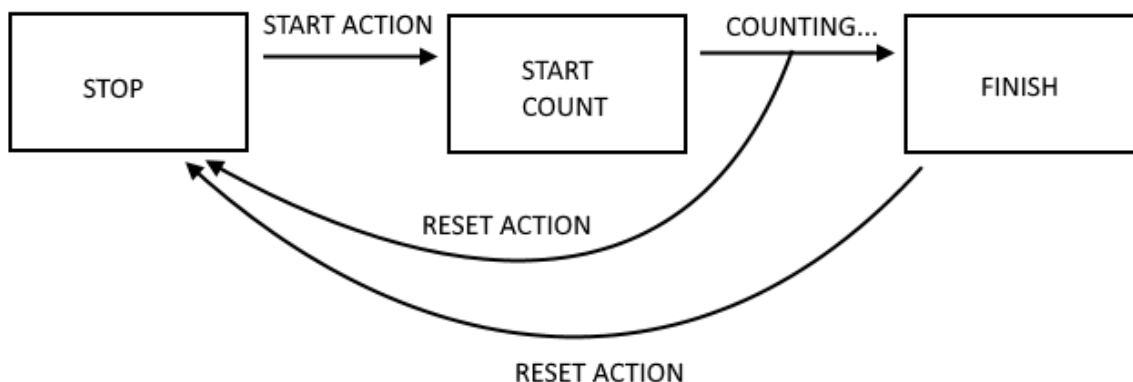 START ACTION
COUNTING...
STOP
START
COUNT
FINISH
RESET ACTION
RESET ACTION